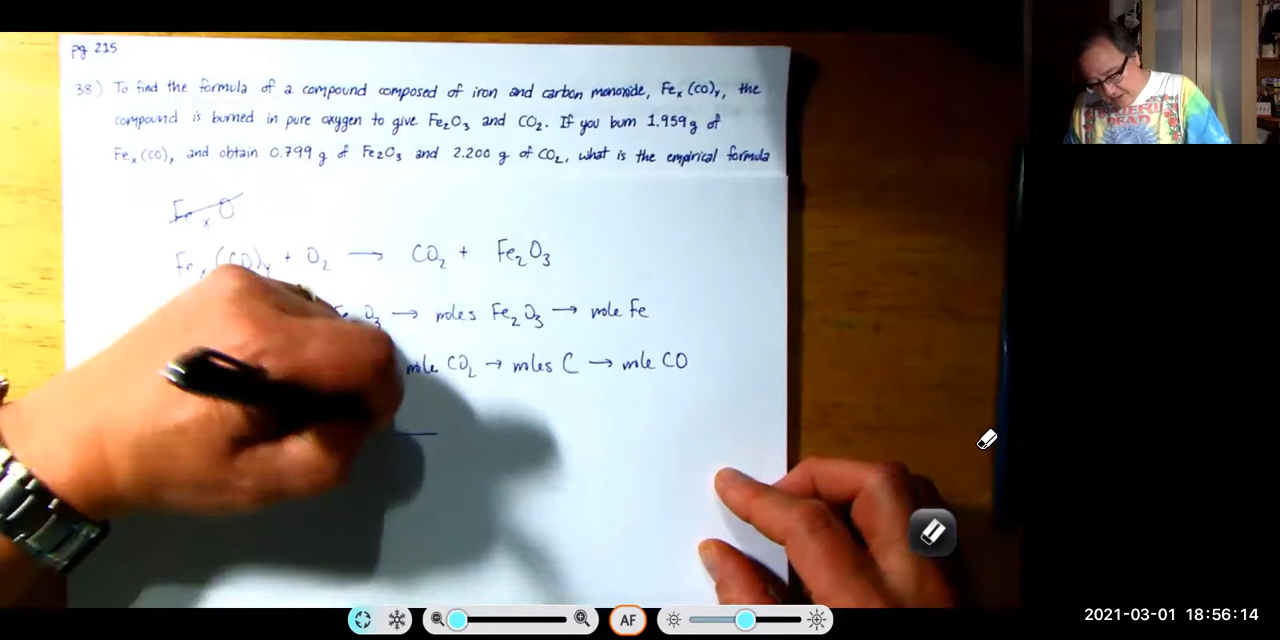 pg 215
38) To find the formula of a compound composed of iron and carbon monoxide, Feₓ(CO)ᵧ, the
compound is burned in pure oxygen to give Fe₂O₃ and CO₂. If you burn 1.959 g of
Feₓ(CO)ᵧ and obtain 0.799 g of Fe₂O₃ and 2.200 g of CO₂, what is the empirical formula
FeₓO
Feₓ(CO)ᵧ + O₂ → CO₂ + Fe₂O₃
O₃ → moles Fe₂O₃ → mole Fe
mole CO₂ → moles C → mole CO
GRATEFUL
DEAD
AF
2021-03-01 18:56:14